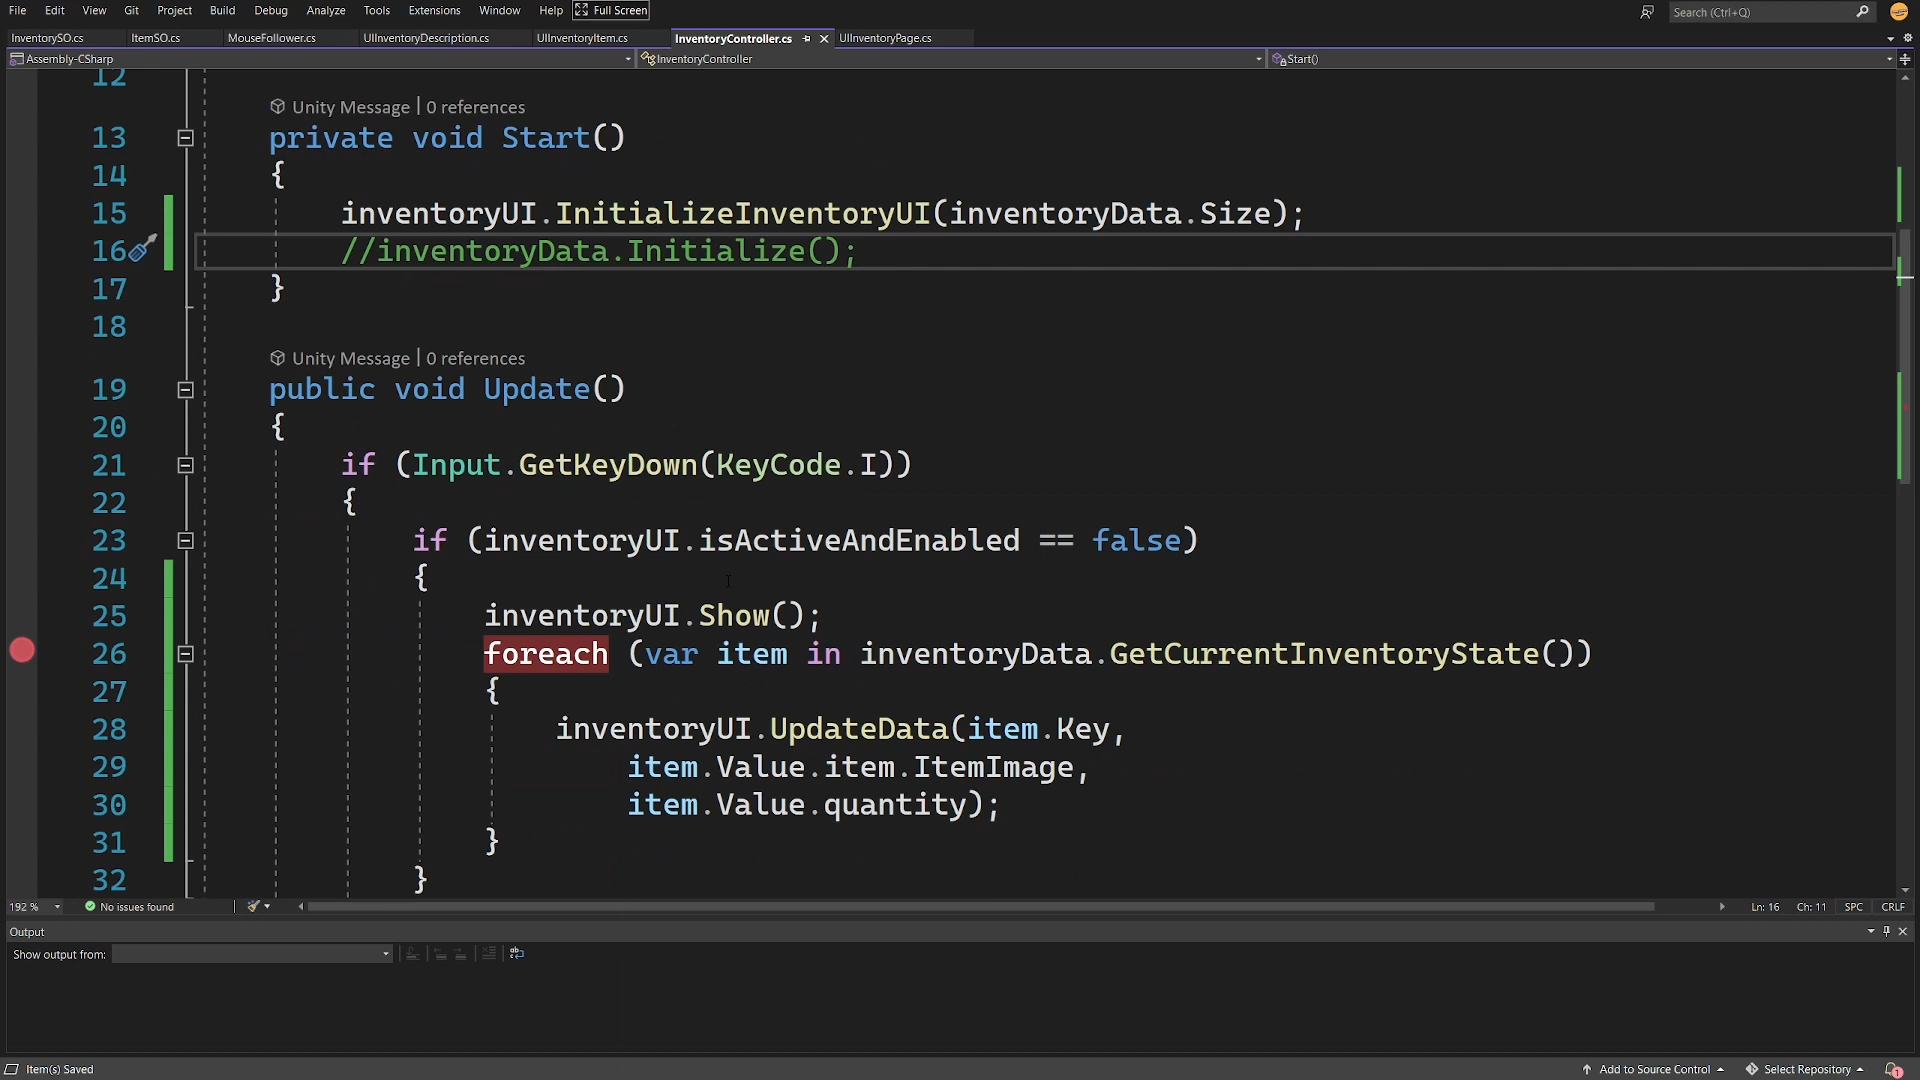 File Edit View Git Project Build Debug Analyze Tools Extensions Window Help Full Screen Search (Ctrl+Q)
InventorySO.cs ItemSO.cs MouseFollower.cs UIInventoryDescription.cs UIInventoryItem.cs InventoryController.cs UIInventoryPage.cs
Assembly-CSharp InventoryController Start()
12
Unity Message | 0 references
13 private void Start()
14 {
15 inventoryUI.InitializeInventoryUI(inventoryData.Size);
16 //inventoryData.Initialize();
17 }
18
Unity Message | 0 references
19 public void Update()
20 {
21 if (Input.GetKeyDown(KeyCode.I))
22 {
23 if (inventoryUI.isActiveAndEnabled == false)
24 {
25 inventoryUI.Show();
26 foreach (var item in inventoryData.GetCurrentInventoryState())
27 {
28 inventoryUI.UpdateData(item.Key,
29 item.Value.item.ItemImage,
30 item.Value.quantity);
31 }
32 }
192 % No issues found Ln: 16 Ch: 11 SPC CRLF
Output
Show output from:
Item(s) Saved Add to Source Control Select Repository 1